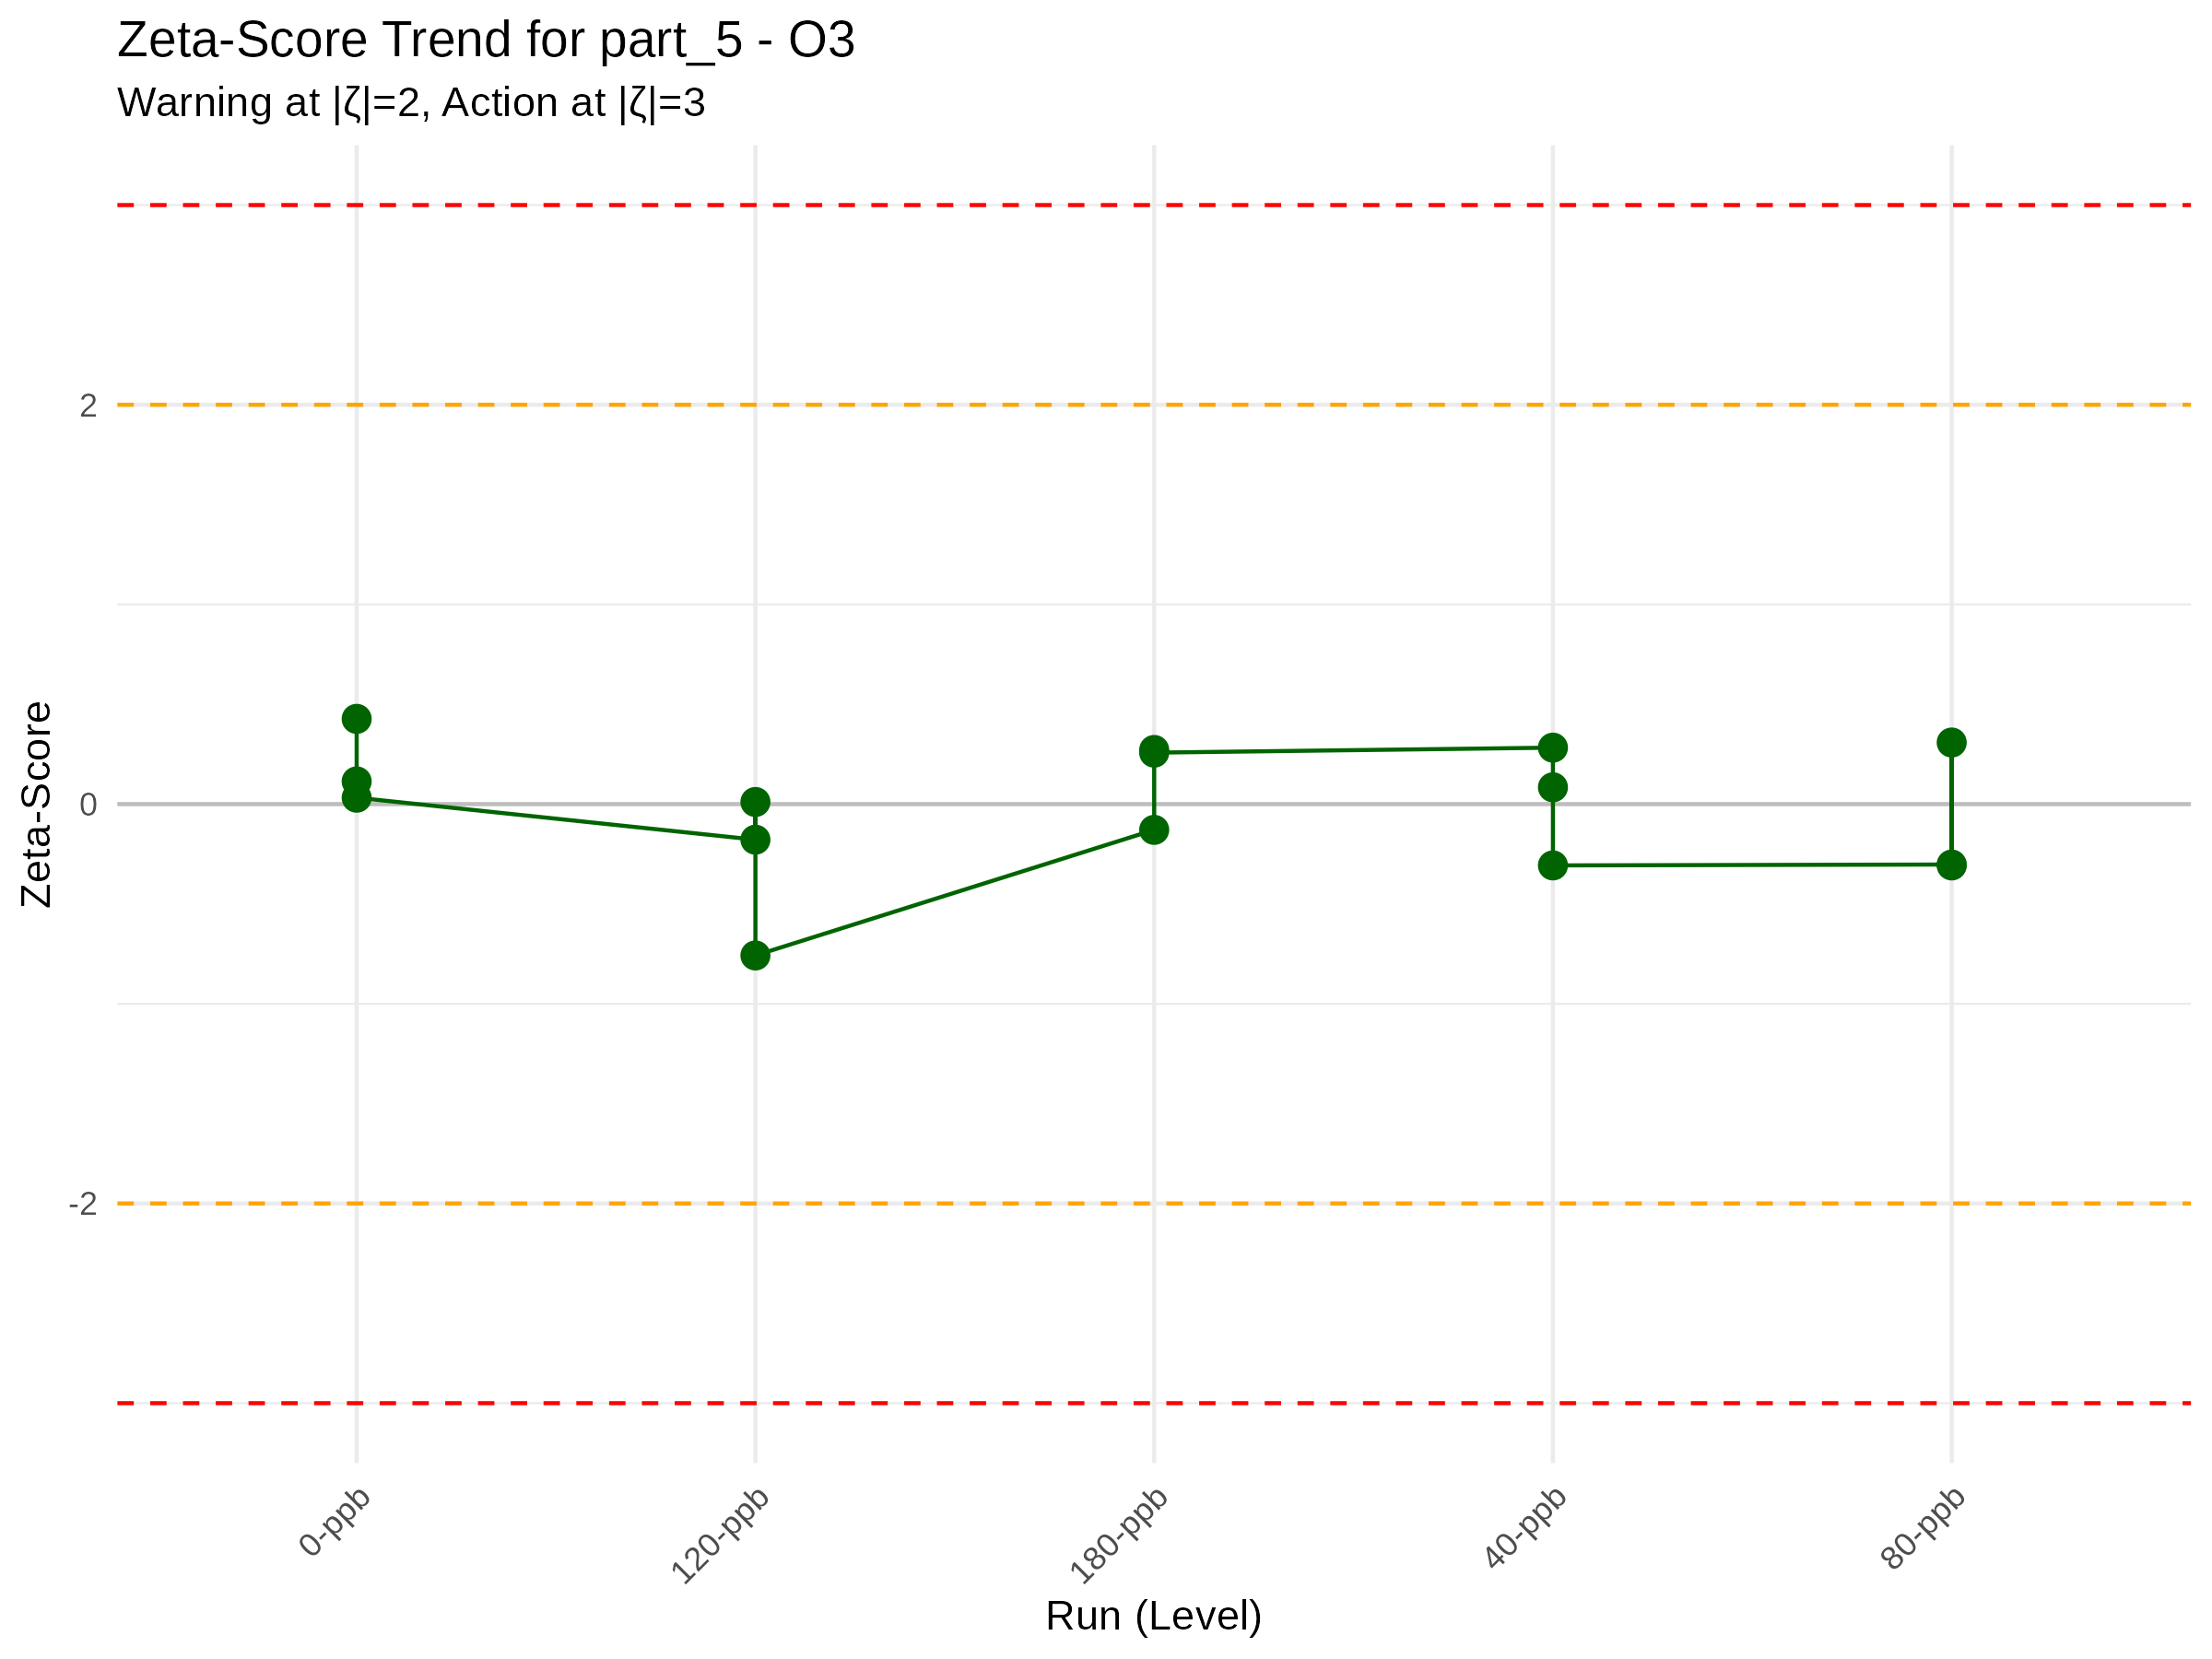 Zeta-Score Trend for part_5 - O3
Warning at |ζ|=2, Action at |ζ|=3
Zeta-Score
2
0
-2
0-ppb
120-ppb
180-ppb
40-ppb
80-ppb
Run (Level)